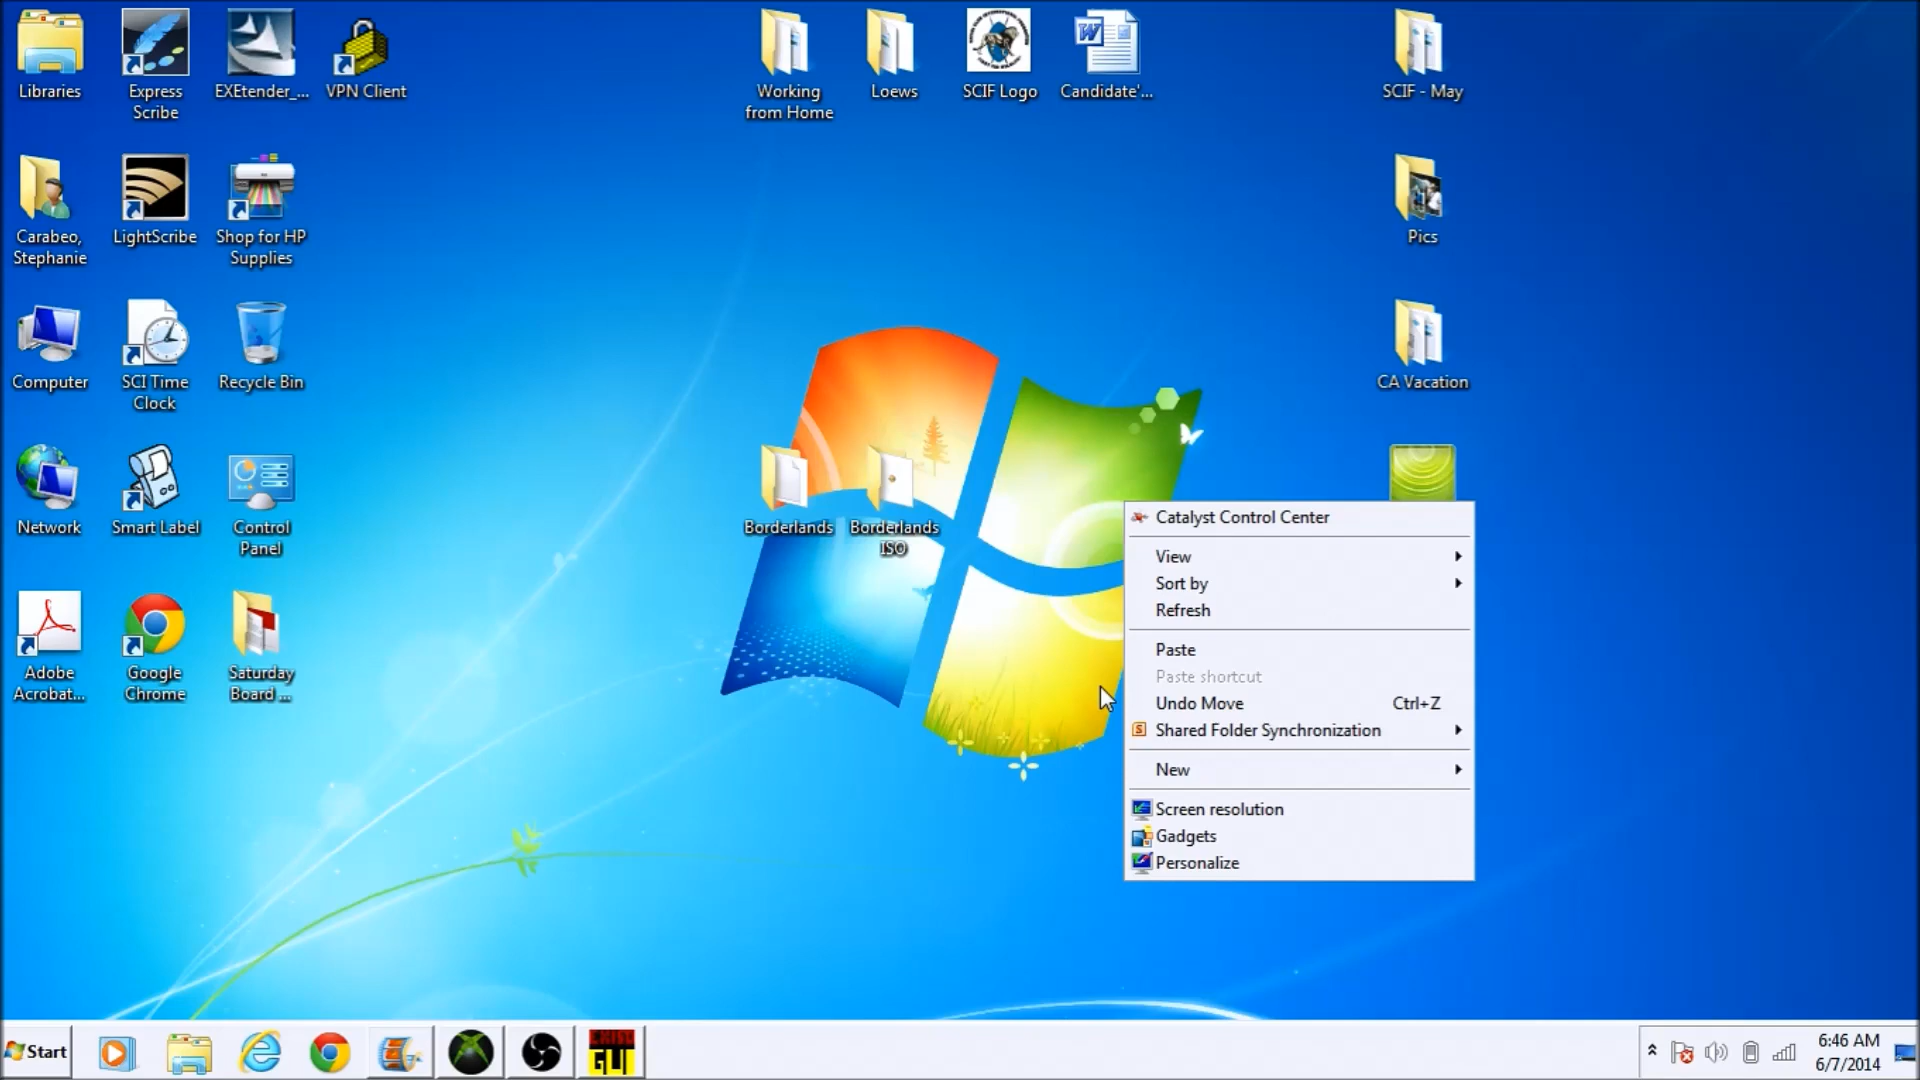 Libraries
Express
Scribe
EXEtender_...
VPN Client
Working
from Home
Loews
SCIF Logo
Candidate'...
SCIF - May
Carabeo,
Stephanie
LightScribe
Shop for HP
Supplies
Pics
Computer
SCI Time
Clock
Recycle Bin
CA Vacation
Network
Smart Label
Control
Panel
Borderlands
Borderlands
ISO
Adobe
Acrobat...
Google
Chrome
Saturday
Board ...
Catalyst Control Center
View
Sort by
Refresh
Paste
Paste shortcut
Undo Move Ctrl+Z
Shared Folder Synchronization
New
Screen resolution
Gadgets
Personalize
Start
GUI
6:46 AM
6/7/2014